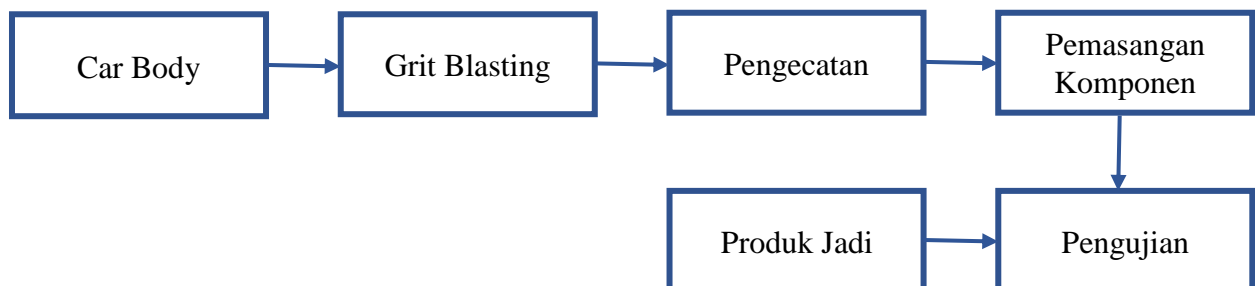 Car Body
Grit Blasting
Pengecatan
Pemasangan
Komponen
Produk Jadi
Pengujian